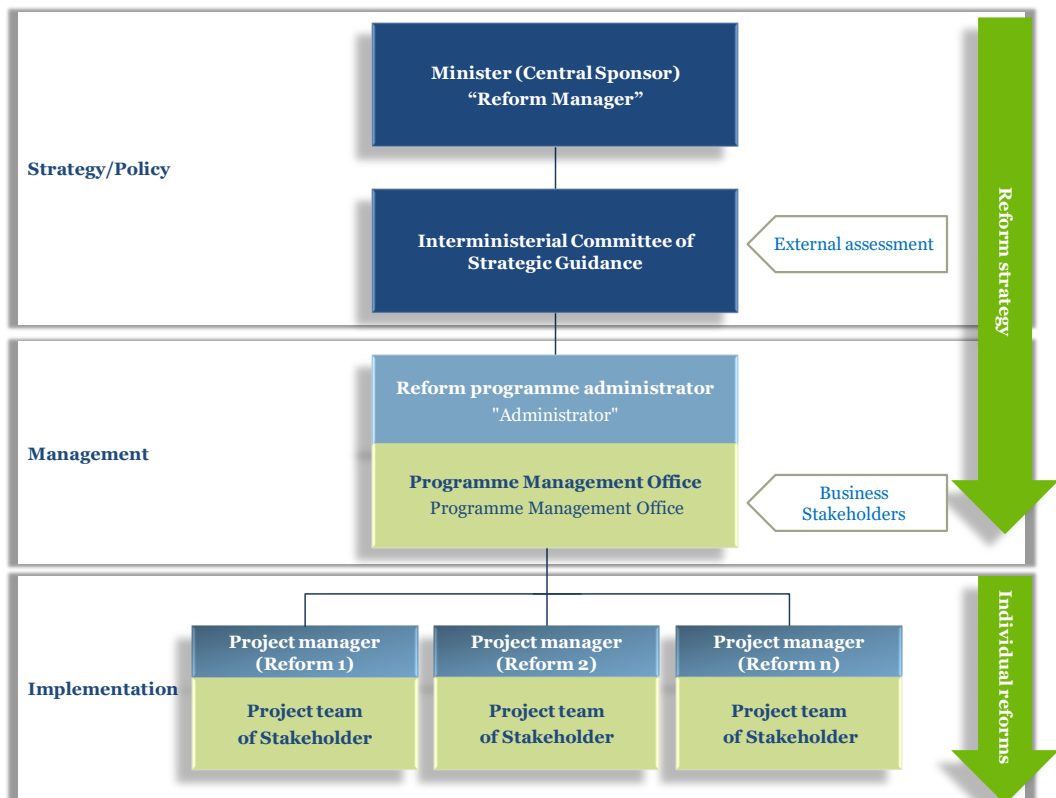 Minister (Central Sponsor)
“Reform Manager”
Strategy/Policy
Interministerial Committee of
Strategic Guidance
External assessment
Reform strategy
Reform programme administrator
"Administrator"
Management
Programme Management Office
Programme Management Office
Business
Stakeholders
Project manager
(Reform 1)
Project manager
(Reform 2)
Project manager
(Reform n)
Implementation
Project team
of Stakeholder
Project team
of Stakeholder
Project team
of Stakeholder
Individual reforms